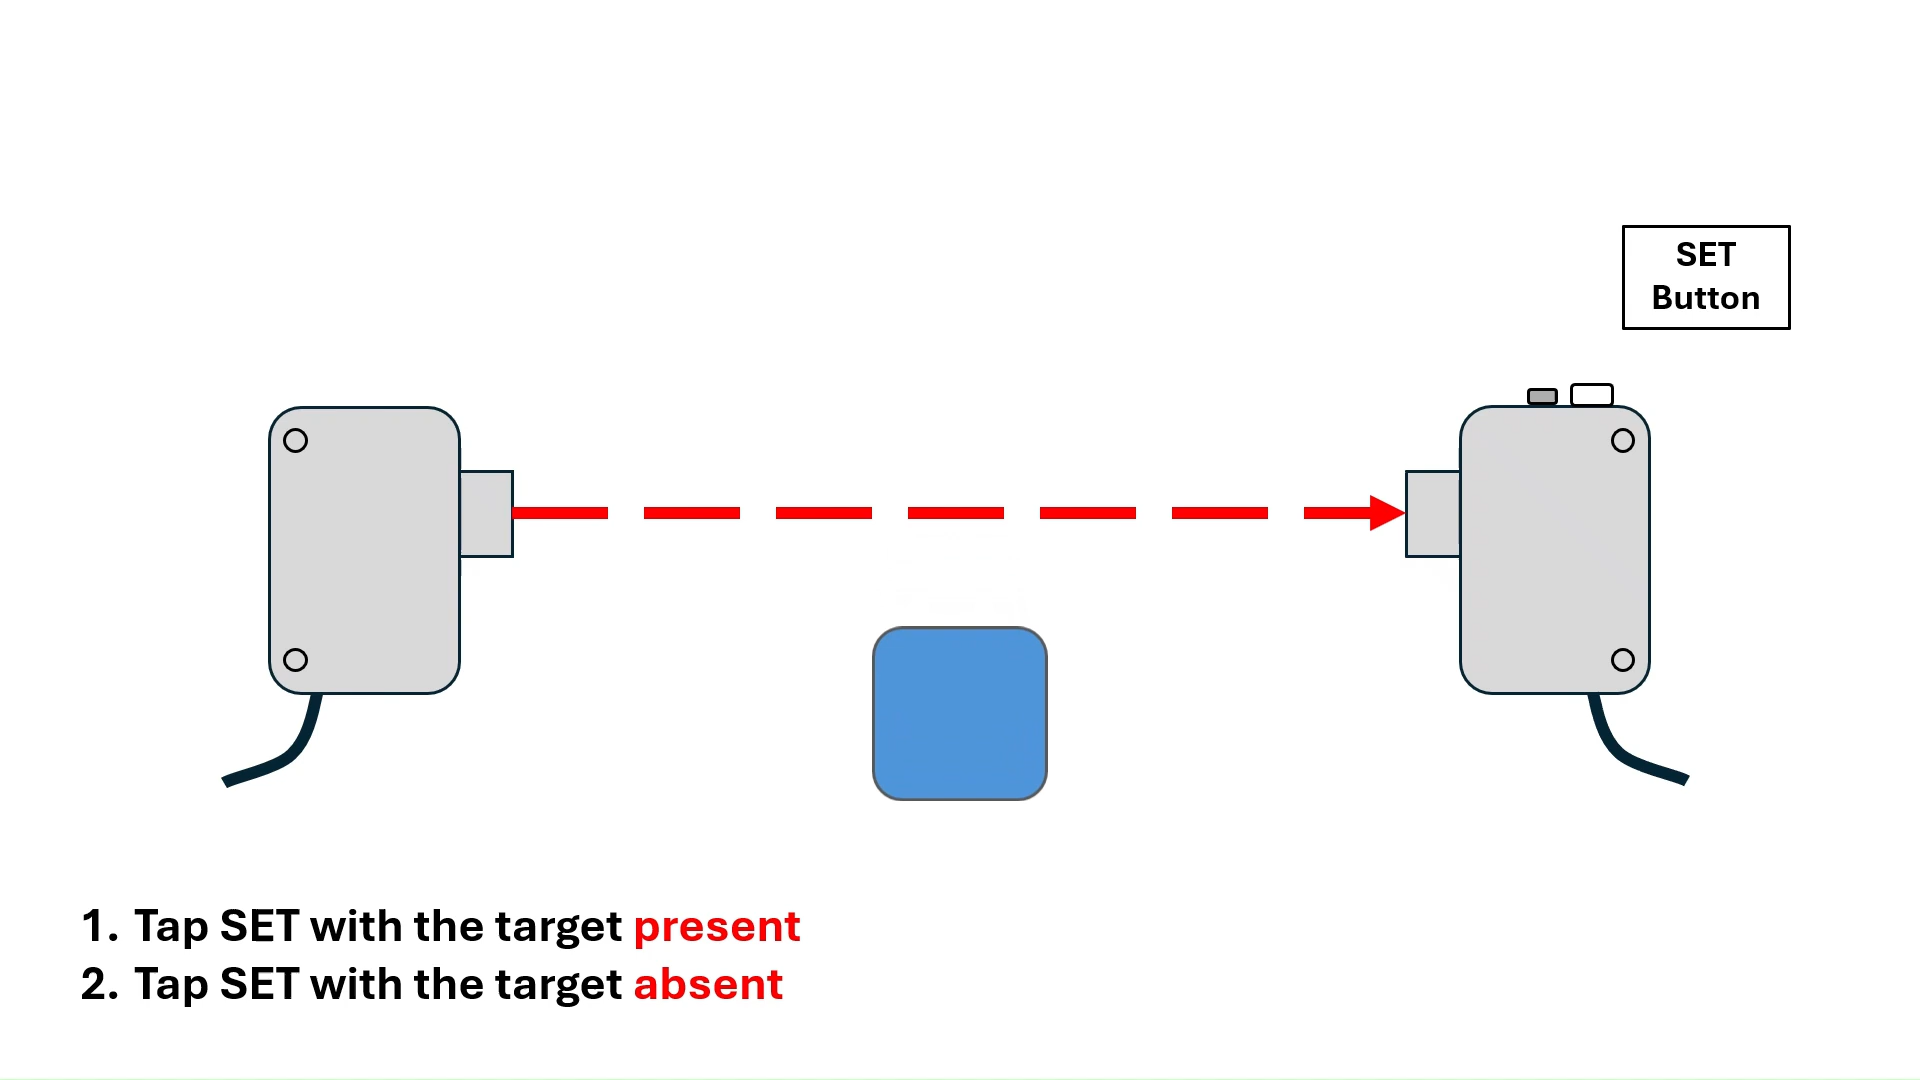 SET
Button
1. Tap SET with the target present
2. Tap SET with the target absent